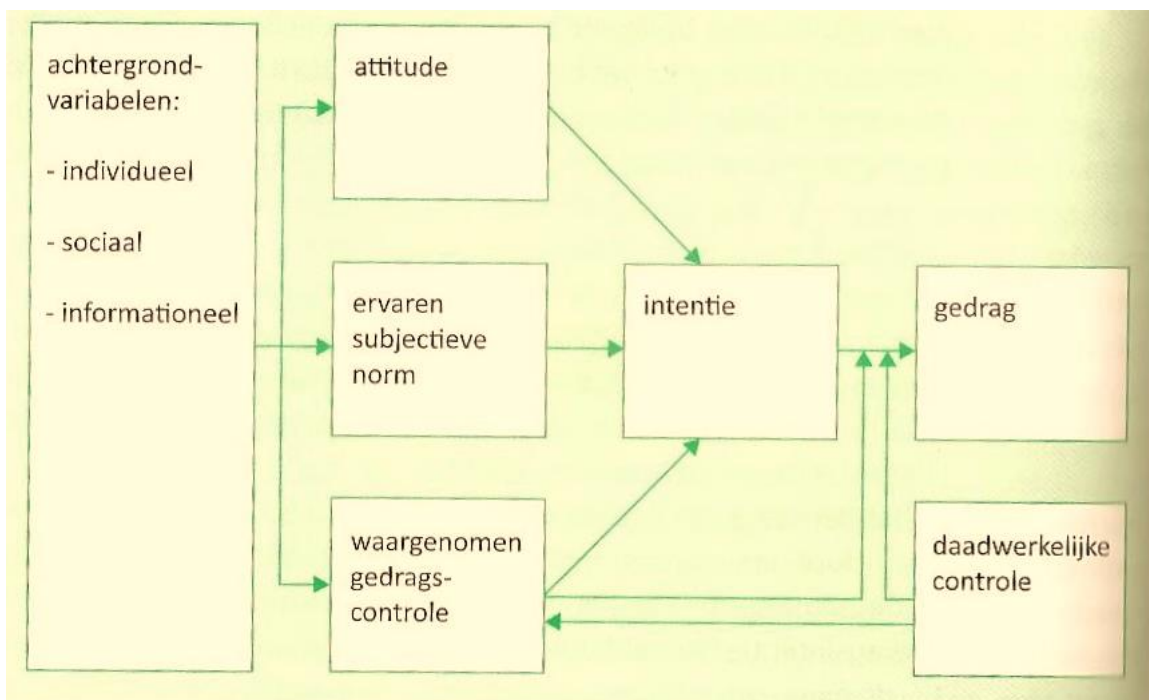 achtergrond-
variabelen:
- individueel
- sociaal
- informationeel
attitude
ervaren
subjectieve
norm
waargenomen
gedrags-
controle
intentie
gedrag
daadwerkelijke
controle